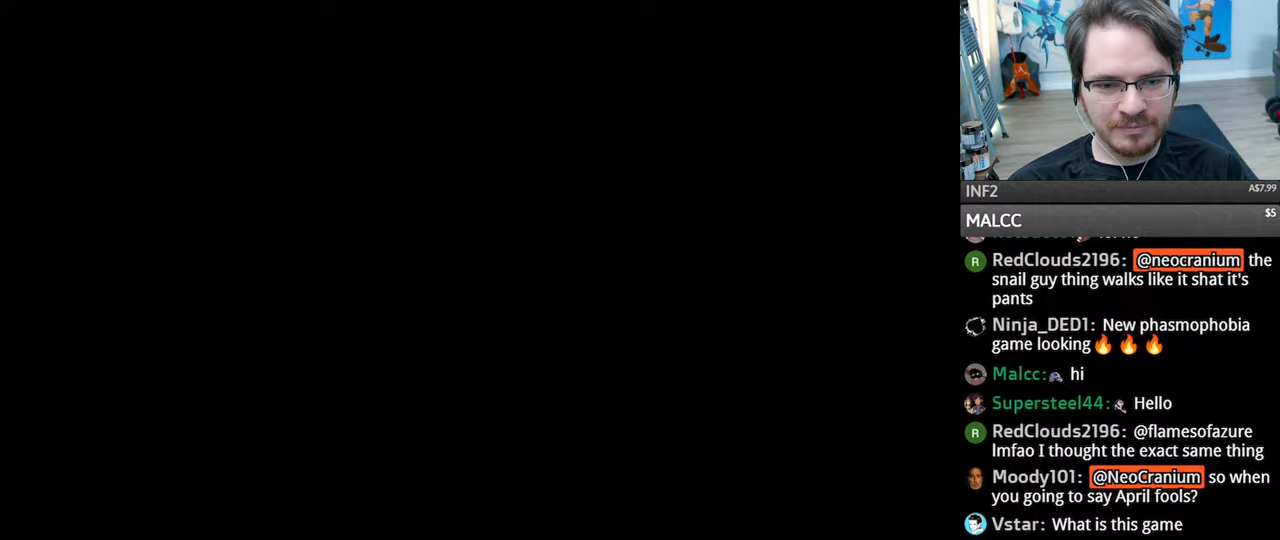 INF2 A$7.99
MALCC $5
RedClouds2196: @neocranium the
snail guy thing walks like it shat it's
pants
Ninja_DED1: New phasmophobia
game looking🔥🔥🔥
Malcc: hi
Supersteel44: Hello
R RedClouds2196: @flamesofazure
lmfao I thought the exact same thing
Moody101: @NeoCranium so when
you going to say April fools?
Vstar: What is this game